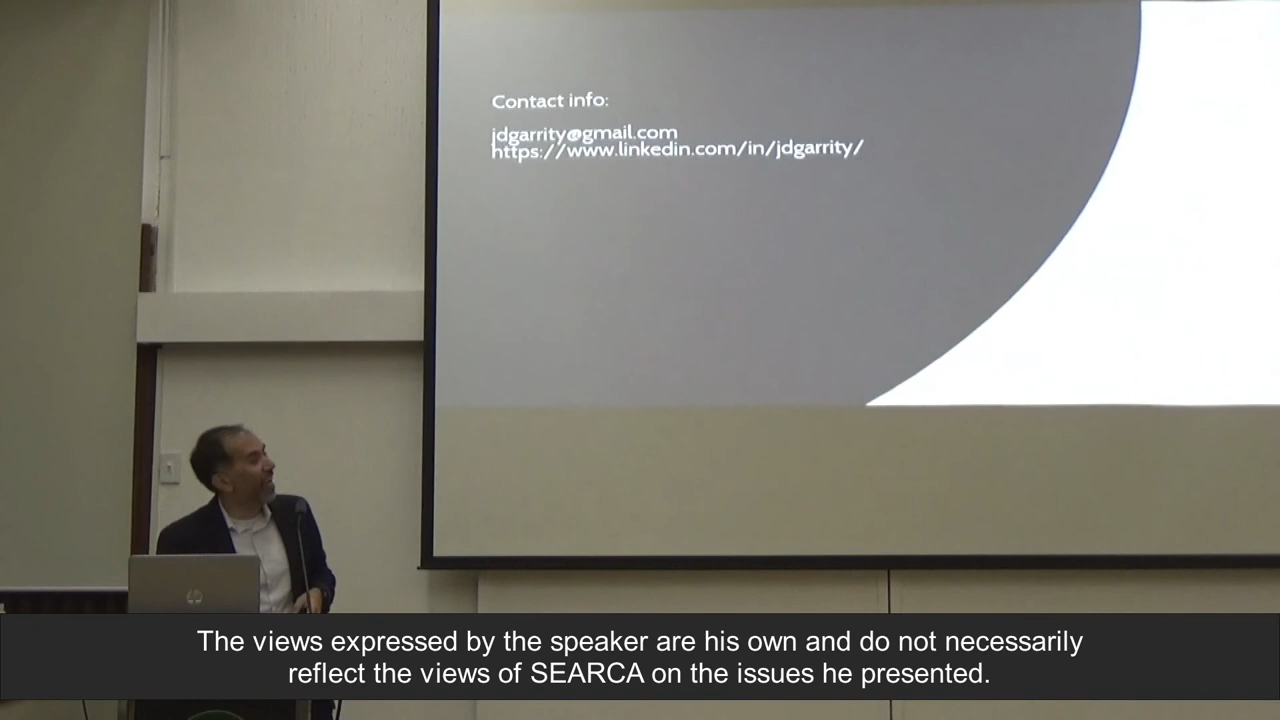 Contact info:
jdgarrity@gmail.com
https://www.linkedin.com/in/jdgarrity/
hp
The views expressed by the speaker are his own and do not necessarily
reflect the views of SEARCA on the issues he presented.